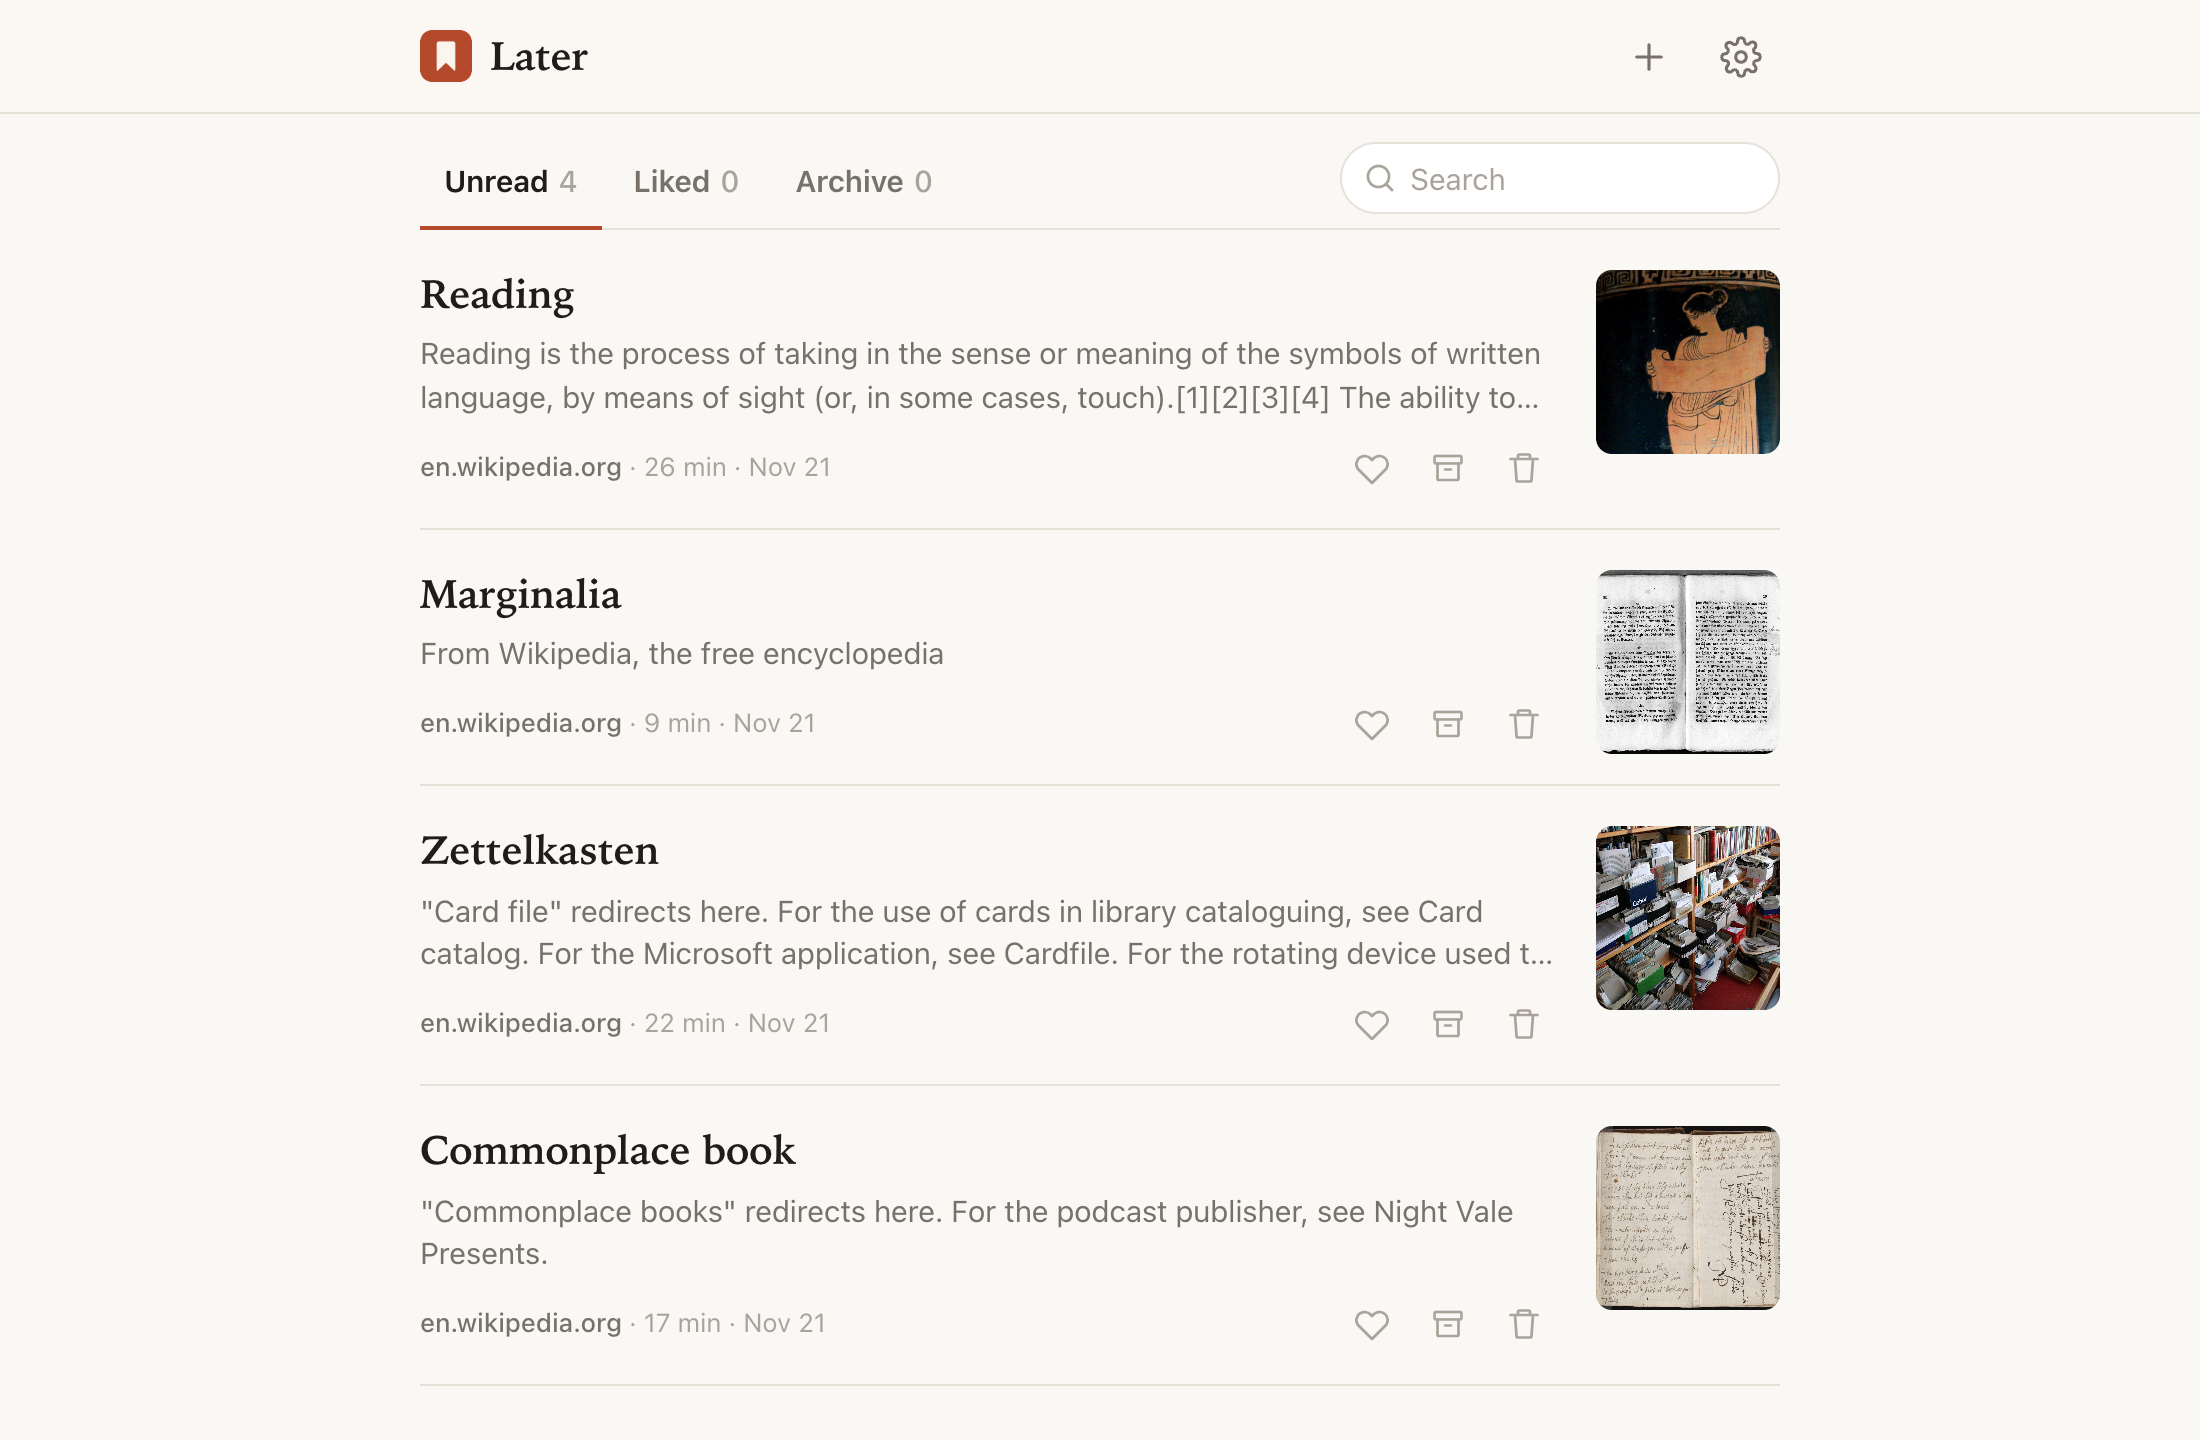 Later
Unread 4
Liked 0
Archive 0
Search
Reading
Reading is the process of taking in the sense or meaning of the symbols of written
language, by means of sight (or, in some cases, touch).[1][2][3][4] The ability to...
en.wikipedia.org · 26 min · Nov 21
Marginalia
From Wikipedia, the free encyclopedia
en.wikipedia.org · 9 min · Nov 21
Zettelkasten
"Card file" redirects here. For the use of cards in library cataloguing, see Card
catalog. For the Microsoft application, see Cardfile. For the rotating device used t...
en.wikipedia.org · 22 min · Nov 21
Commonplace book
"Commonplace books" redirects here. For the podcast publisher, see Night Vale
Presents.
en.wikipedia.org · 17 min · Nov 21